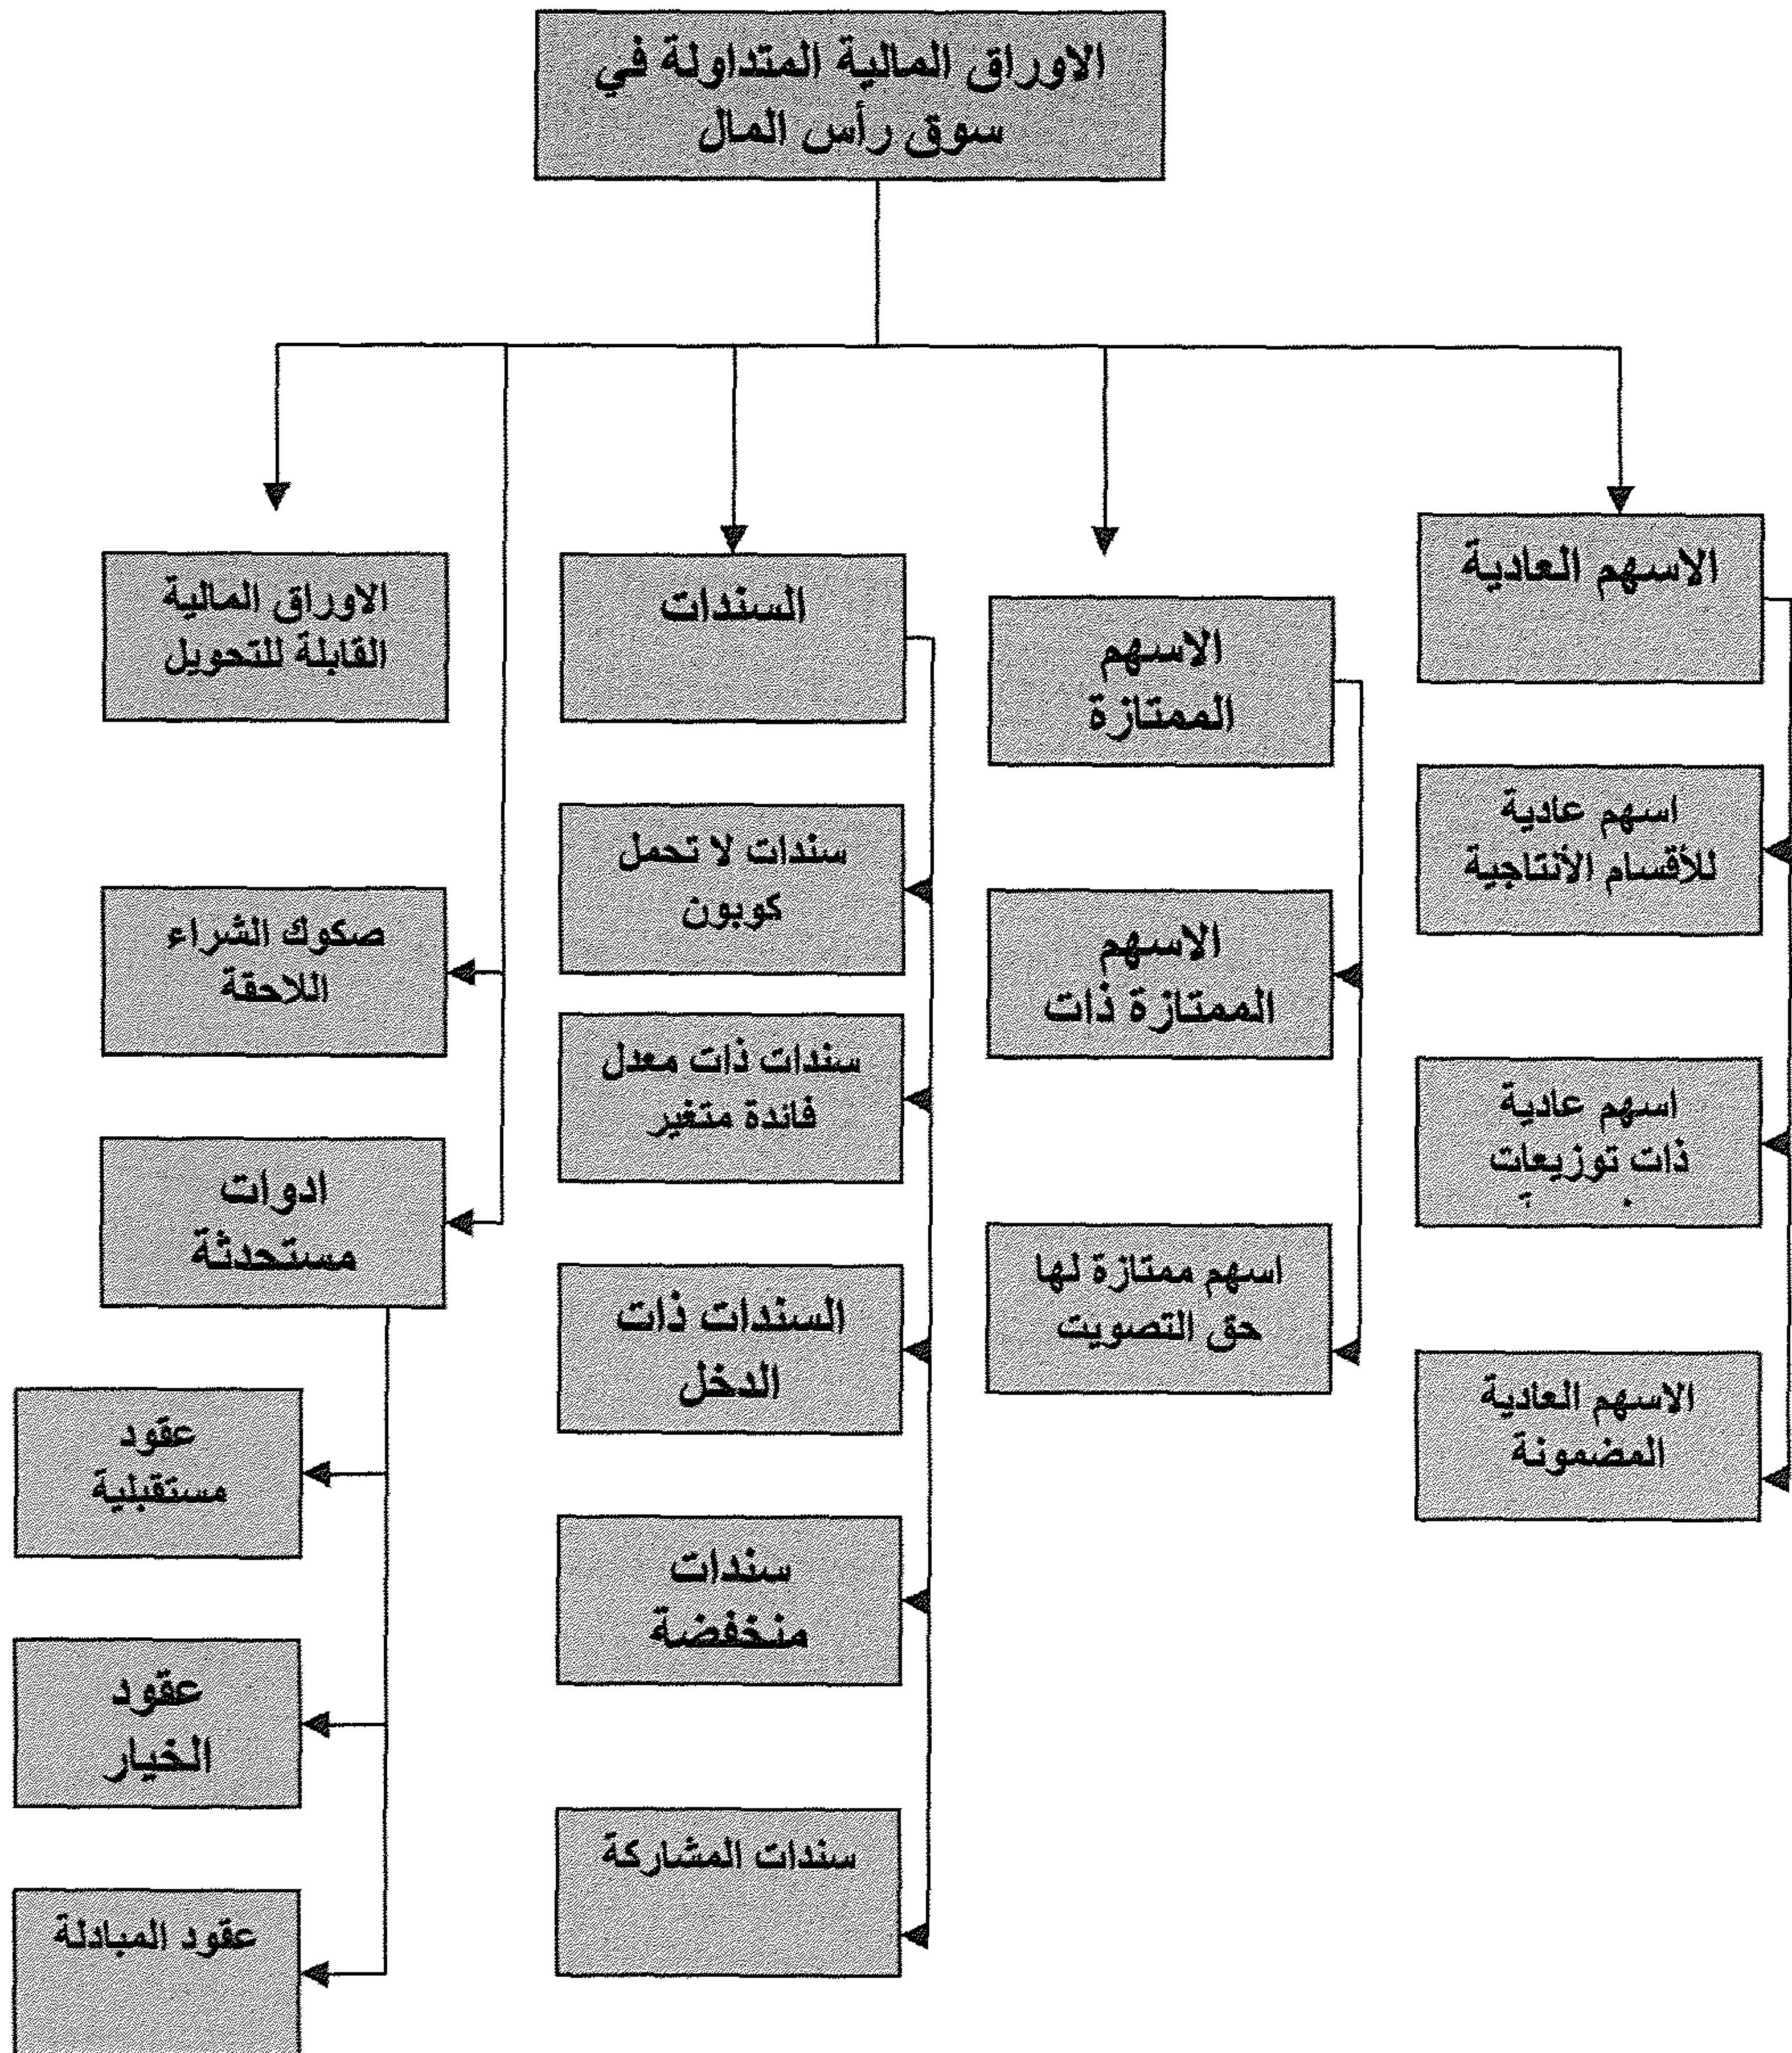 الاوراق المالية المتداولة في
سوق رأس المال
الاسهم العادية
اسهم عادية
للأقسام الأنتاجية
اسهم عادية
ذات توزيعات
الاسهم العادية
المضمونة
الاسهم
الممتازة
الاسهم
الممتازة ذات
اسهم ممتازة لها
حق التصويت
السندات
سندات لا تحمل
كوبون
سندات ذات معدل
فائدة متغير
السندات ذات
الدخل
سندات
منخفضة
سندات المشاركة
الاوراق المالية
القابلة للتحويل
صكوك الشراء
اللاحقة
ادوات
مستحدثة
عقود
مستقبلية
عقود
الخيار
عقود المبادلة